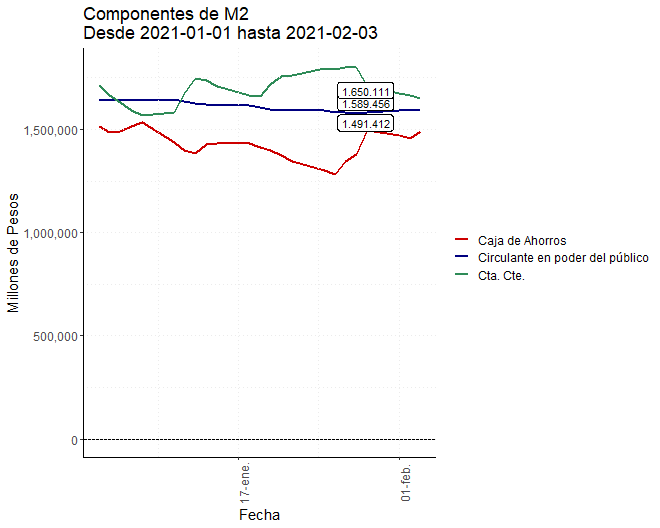 Componentes de M2
Desde 2021-01-01 hasta 2021-02-03
Millones de Pesos
1,500,000
1,000,000
500,000
0
1.650.111
1.589.456
1.491.412
17-ene.
01-feb.
Fecha
Caja de Ahorros
Circulante en poder del público
Cta. Cte.